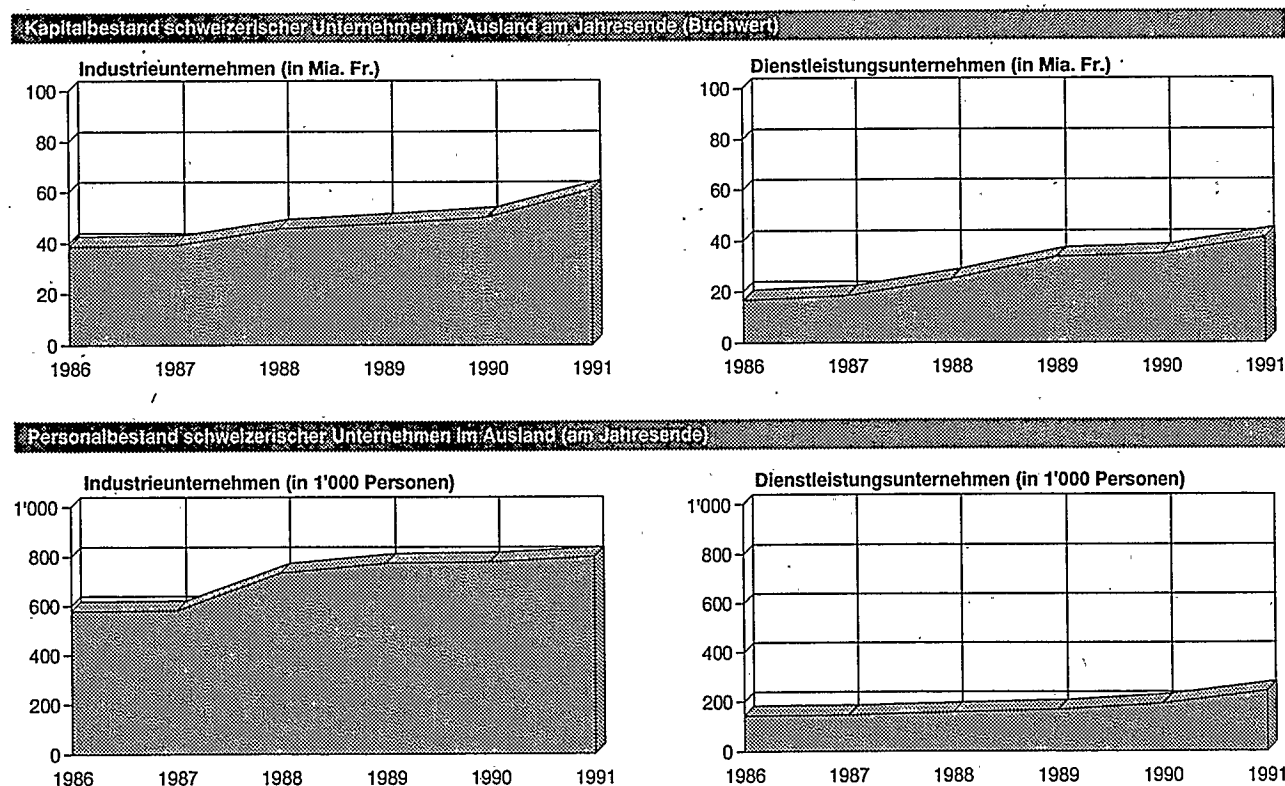 Kapitalbestand schweizerischer Unternehmen im Ausland am Jahresende (Buchwert)
Industrieunternehmen (in Mia. Fr.)
100
80
60
40
20
0
1986 1987 1988 1989 1990 1991
Dienstleistungsunternehmen (in Mia. Fr.)
100
80
60
40
20
0
1986 1987 1988 1989 1990 1991
Personalbestand schweizerischer Unternehmen im Ausland (am Jahresende)
Industrieunternehmen (in 1'000 Personen)
1'000
800
600
400
200
0
1986 1987 1988 1989 1990 1991
Dienstleistungsunternehmen (in 1'000 Personen)
1'000
800
600
400
200
0
1986 1987 1988 1989 1990 1991